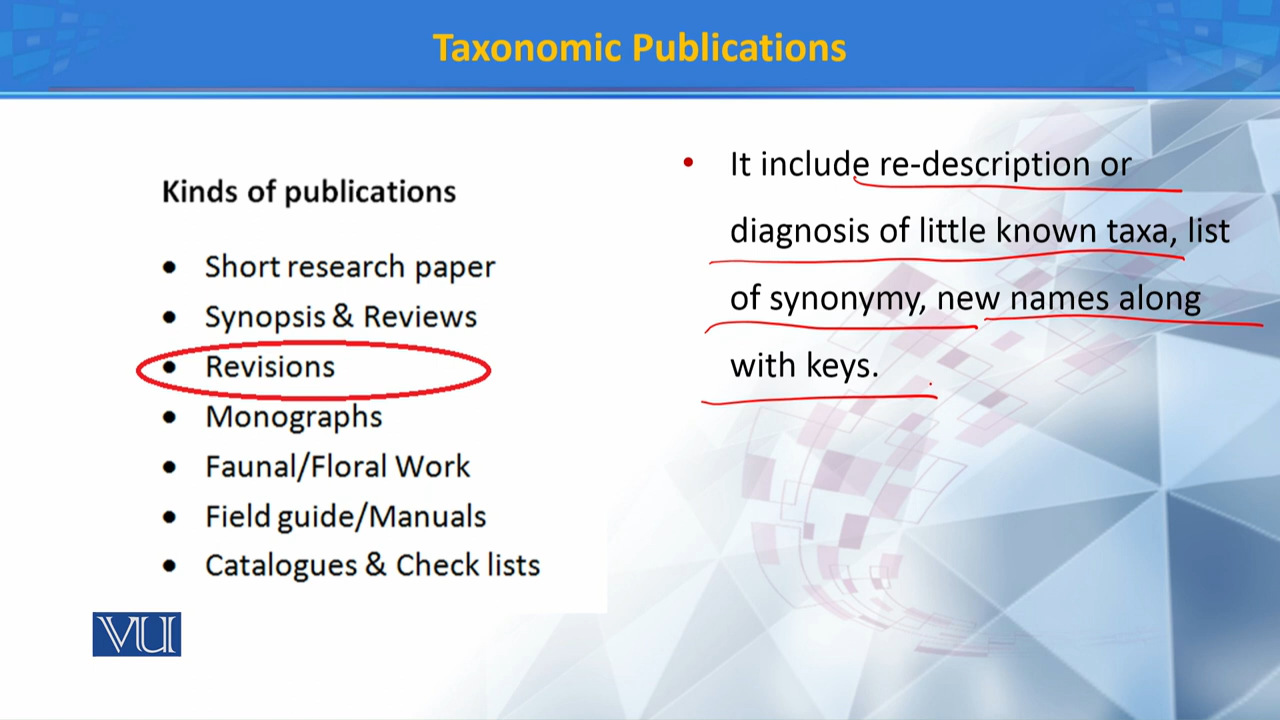 Taxonomic Publications
Kinds of publications
• Short research paper
• Synopsis & Reviews
• Revisions
• Monographs
• Faunal/Floral Work
• Field guide/Manuals
• Catalogues & Check lists
• It include re-description or
diagnosis of little known taxa, list
of synonymy, new names along
with keys.
VU